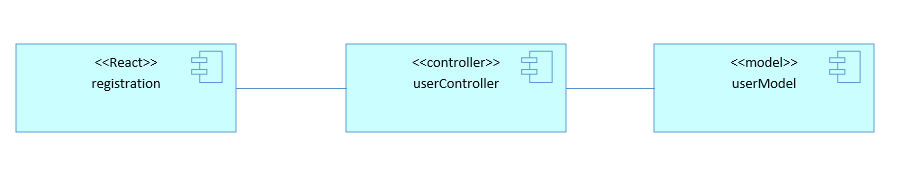 <<React>>
registration
<<controller>>
userController
<<model>>
userModel